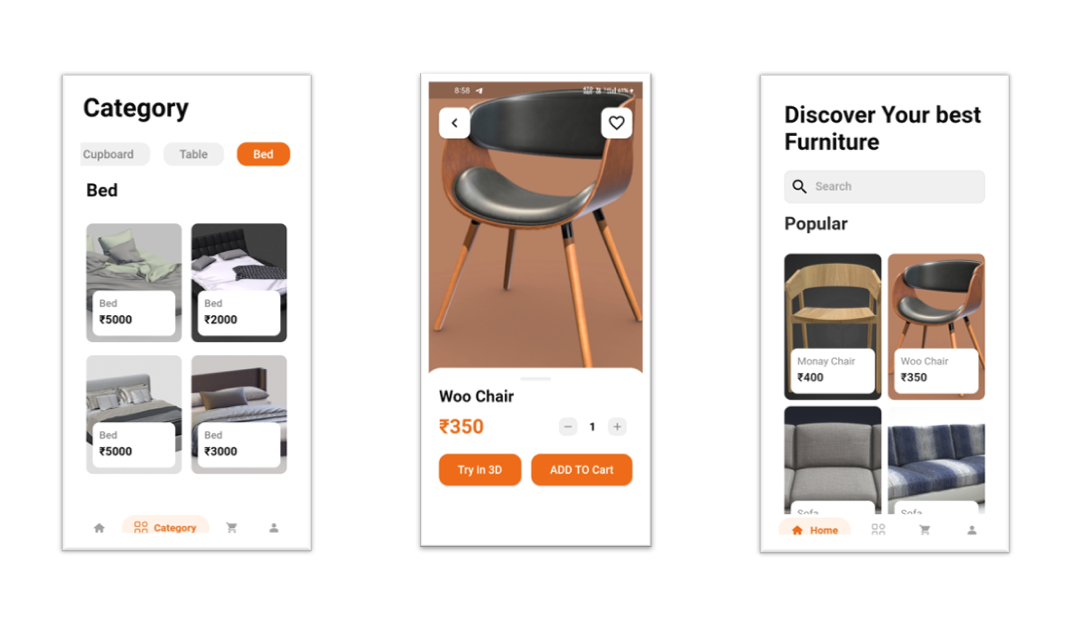 Category
Cupboard
Table
Bed
Bed
Bed
₹5000
Bed
₹2000
Bed
₹5000
Bed
₹3000
Category
8:58
Woo Chair
₹350
1
Try in 3D
ADD TO Cart
Discover Your best
Furniture
Search
Popular
Monay Chair
₹400
Woo Chair
₹350
Sofa
Sofa
Home